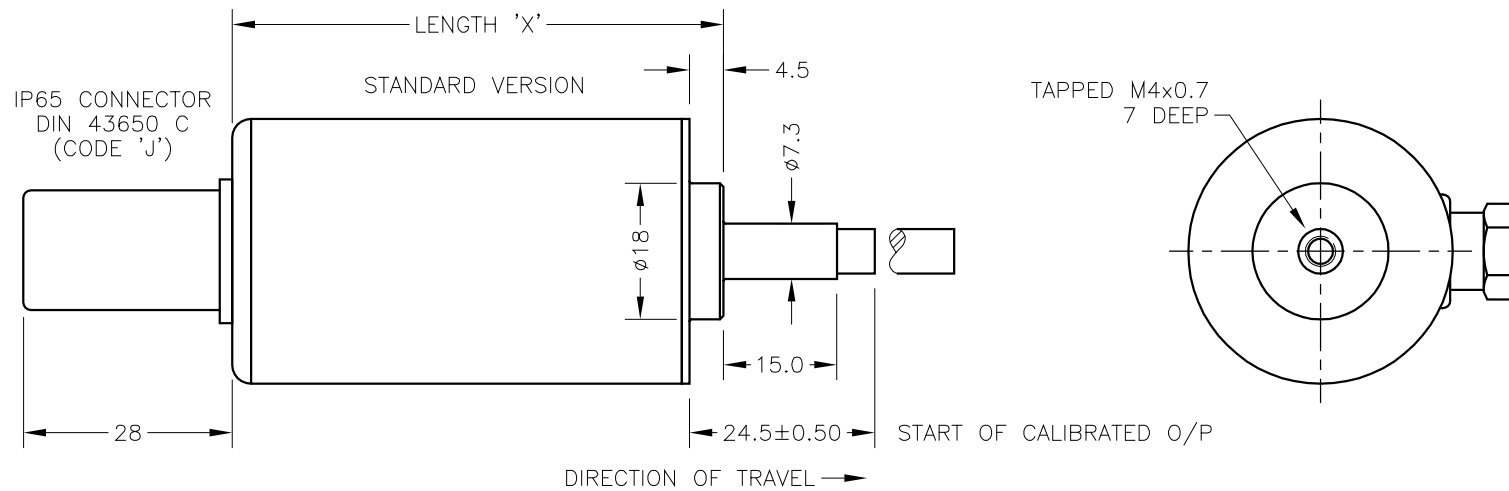 LENGTH 'X'
STANDARD VERSION
4.5
IP65 CONNECTOR
DIN 43650 C
(CODE 'J')
TAPPED M4x0.7
7 DEEP
ø7.3
ø18
15.0
28
24.5±0.50
START OF CALIBRATED O/P
DIRECTION OF TRAVEL